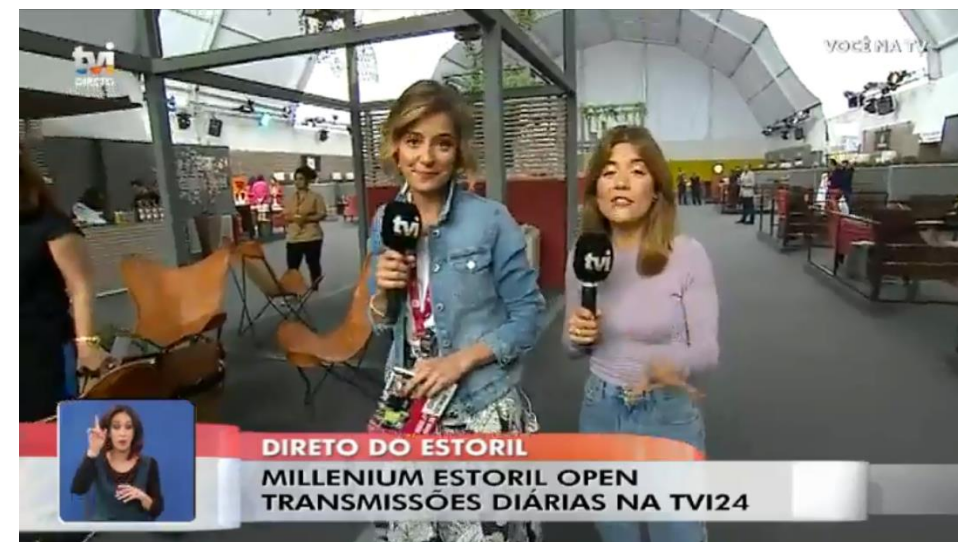 tvi
DIRETO
VOCÊ NA TV
tvi
tvi
DIRETO DO ESTORIL
MILLENIUM ESTORIL OPEN
TRANSMISSÕES DIÁRIAS NA TVI24